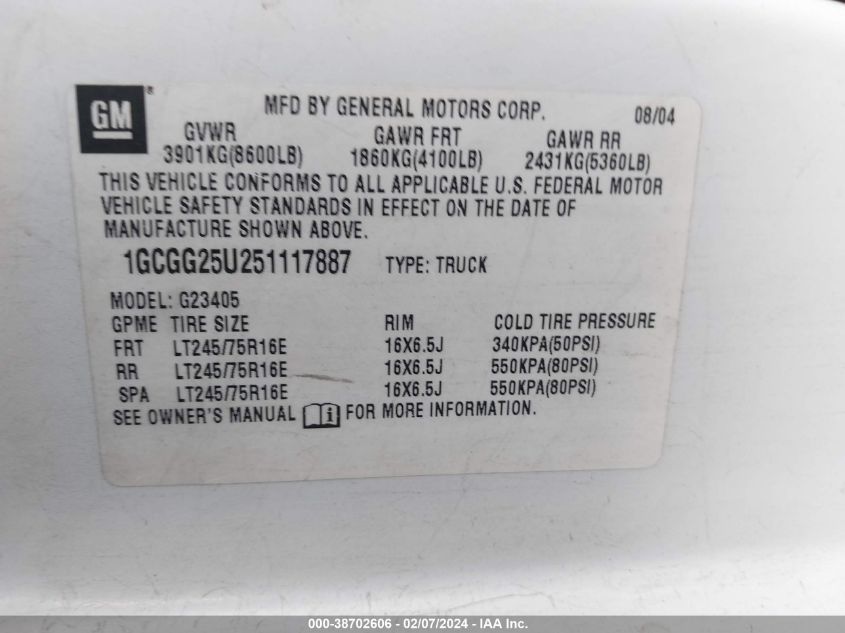 GM ® MFD BY GENERAL MOTORS CORP. 08/04
GVWR GAWR FRT GAWR RR
3901KG(8600LB) 1860KG(4100LB) 2431KG(5360LB)
THIS VEHICLE CONFORMS TO ALL APPLICABLE U.S. FEDERAL MOTOR
VEHICLE SAFETY STANDARDS IN EFFECT ON THE DATE OF
MANUFACTURE SHOWN ABOVE.
1GCGG25U251117887 TYPE: TRUCK
MODEL: G23405
GPME TIRE SIZE RIM COLD TIRE PRESSURE
FRT LT245/75R16E 16X6.5J 340KPA(50PSI)
RR LT245/75R16E 16X6.5J 550KPA(80PSI)
SPA LT245/75R16E 16X6.5J 550KPA(80PSI)
SEE OWNER'S MANUAL i FOR MORE INFORMATION.
000-38702606 - 02/07/2024 - IAA Inc.